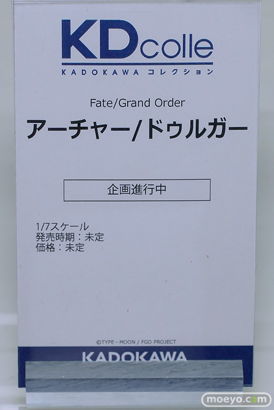 KDcolle
KADOKAWA コレクション
Fate/Grand Order
アーチャー/ドゥルガー
企画進行中
1/7スケール
発売時期：未定
価格：未定
©TYPE-MOON / FGO PROJECT
KADOKAWA
moeyo.com